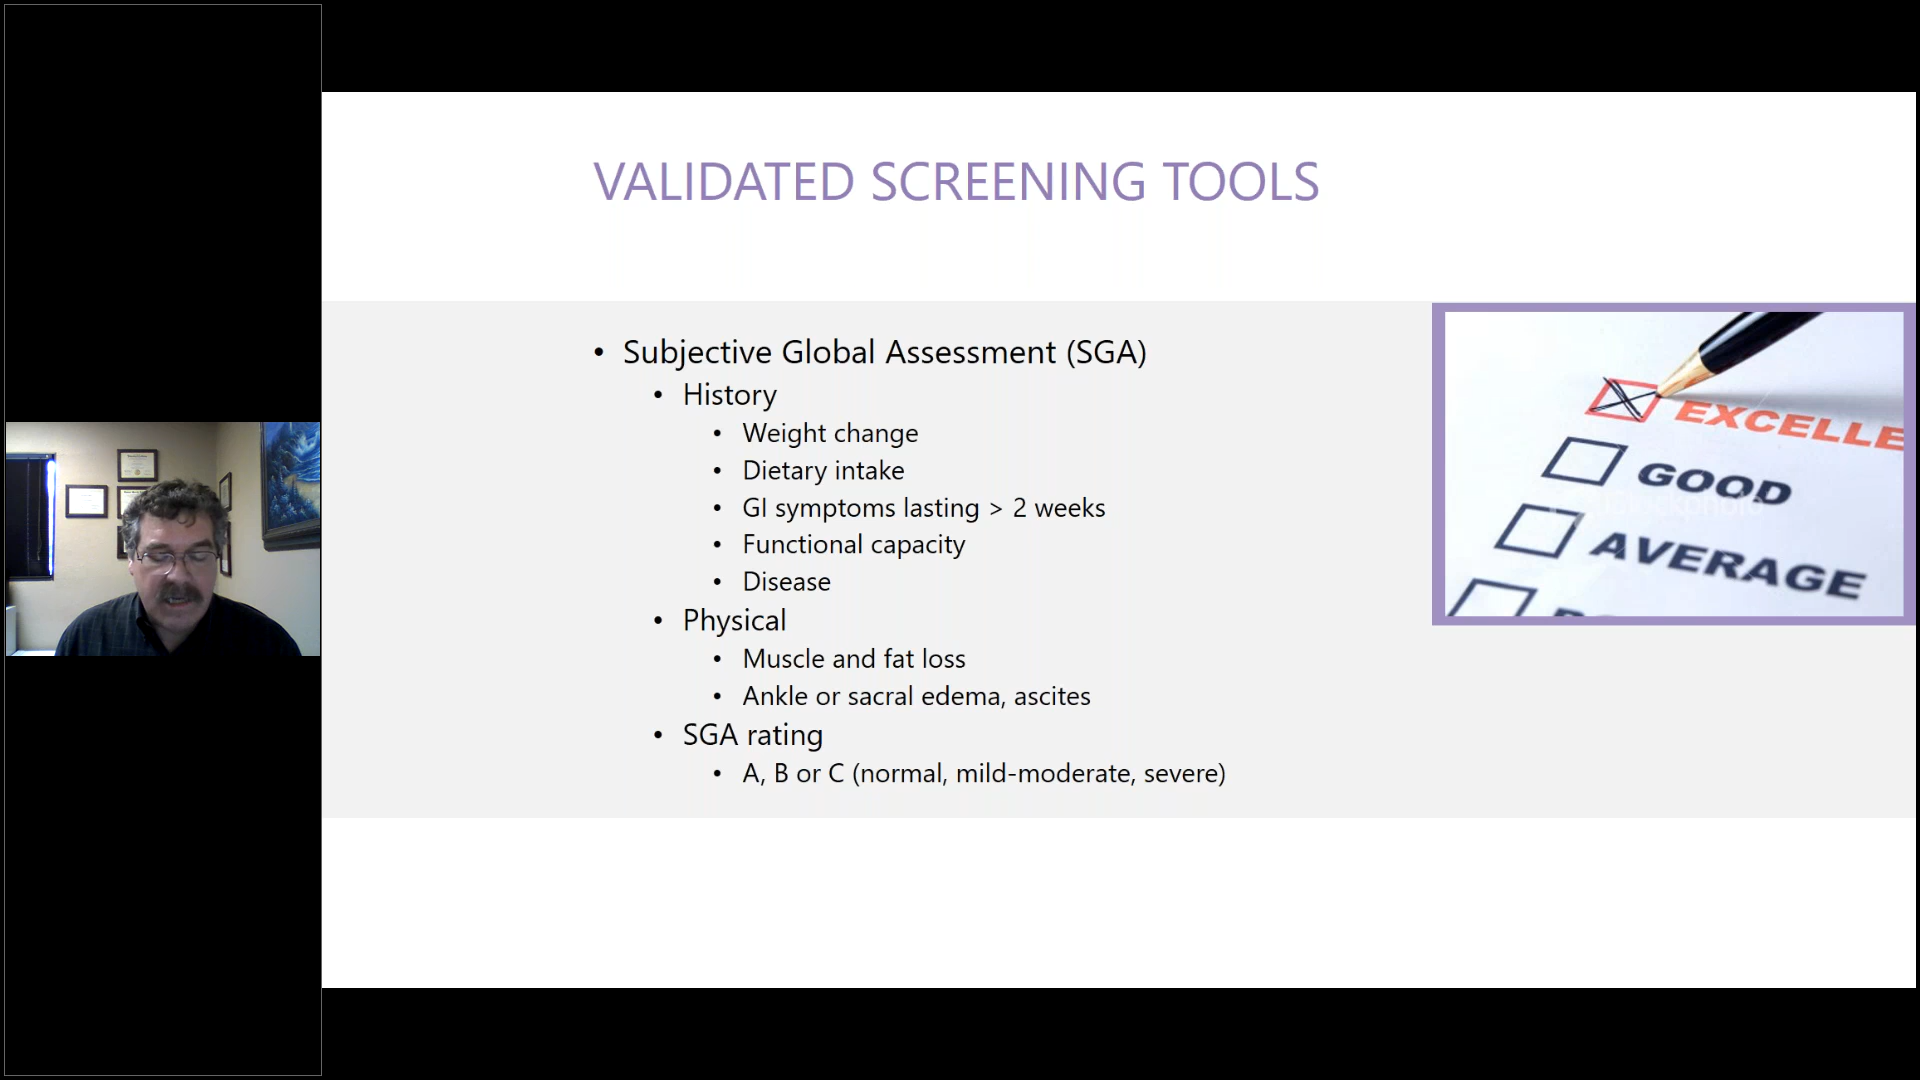 VALIDATED SCREENING TOOLS
• Subjective Global Assessment (SGA)
• History
• Weight change
• Dietary intake
• GI symptoms lasting > 2 weeks
• Functional capacity
• Disease
• Physical
• Muscle and fat loss
• Ankle or sacral edema, ascites
• SGA rating
• A, B or C (normal, mild-moderate, severe)
EXCELLE
GOOD
AVERAGE